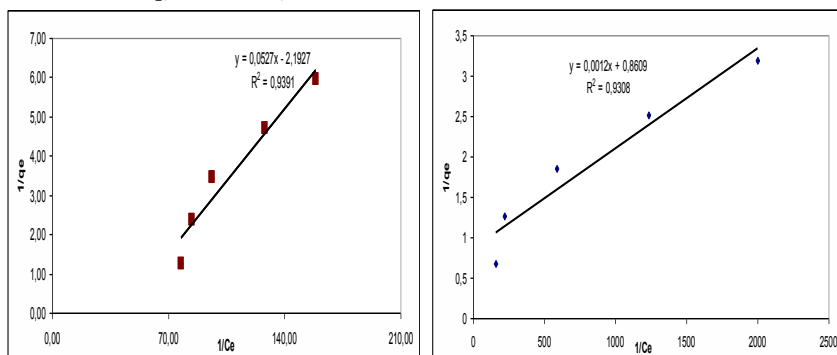 7,00
6,00
5,00
4,00
3,00
2,00
1,00
0,00
1/qe
y = 0,0527x - 2,1927
R² = 0,9391
0,00 70,00 140,00 210,00
1/Ce
3,5
3
2,5
2
1,5
1
0,5
0
1/qe
y = 0,0012x + 0,8609
R² = 0,9308
0 500 1000 1500 2000 2500
1/Ce